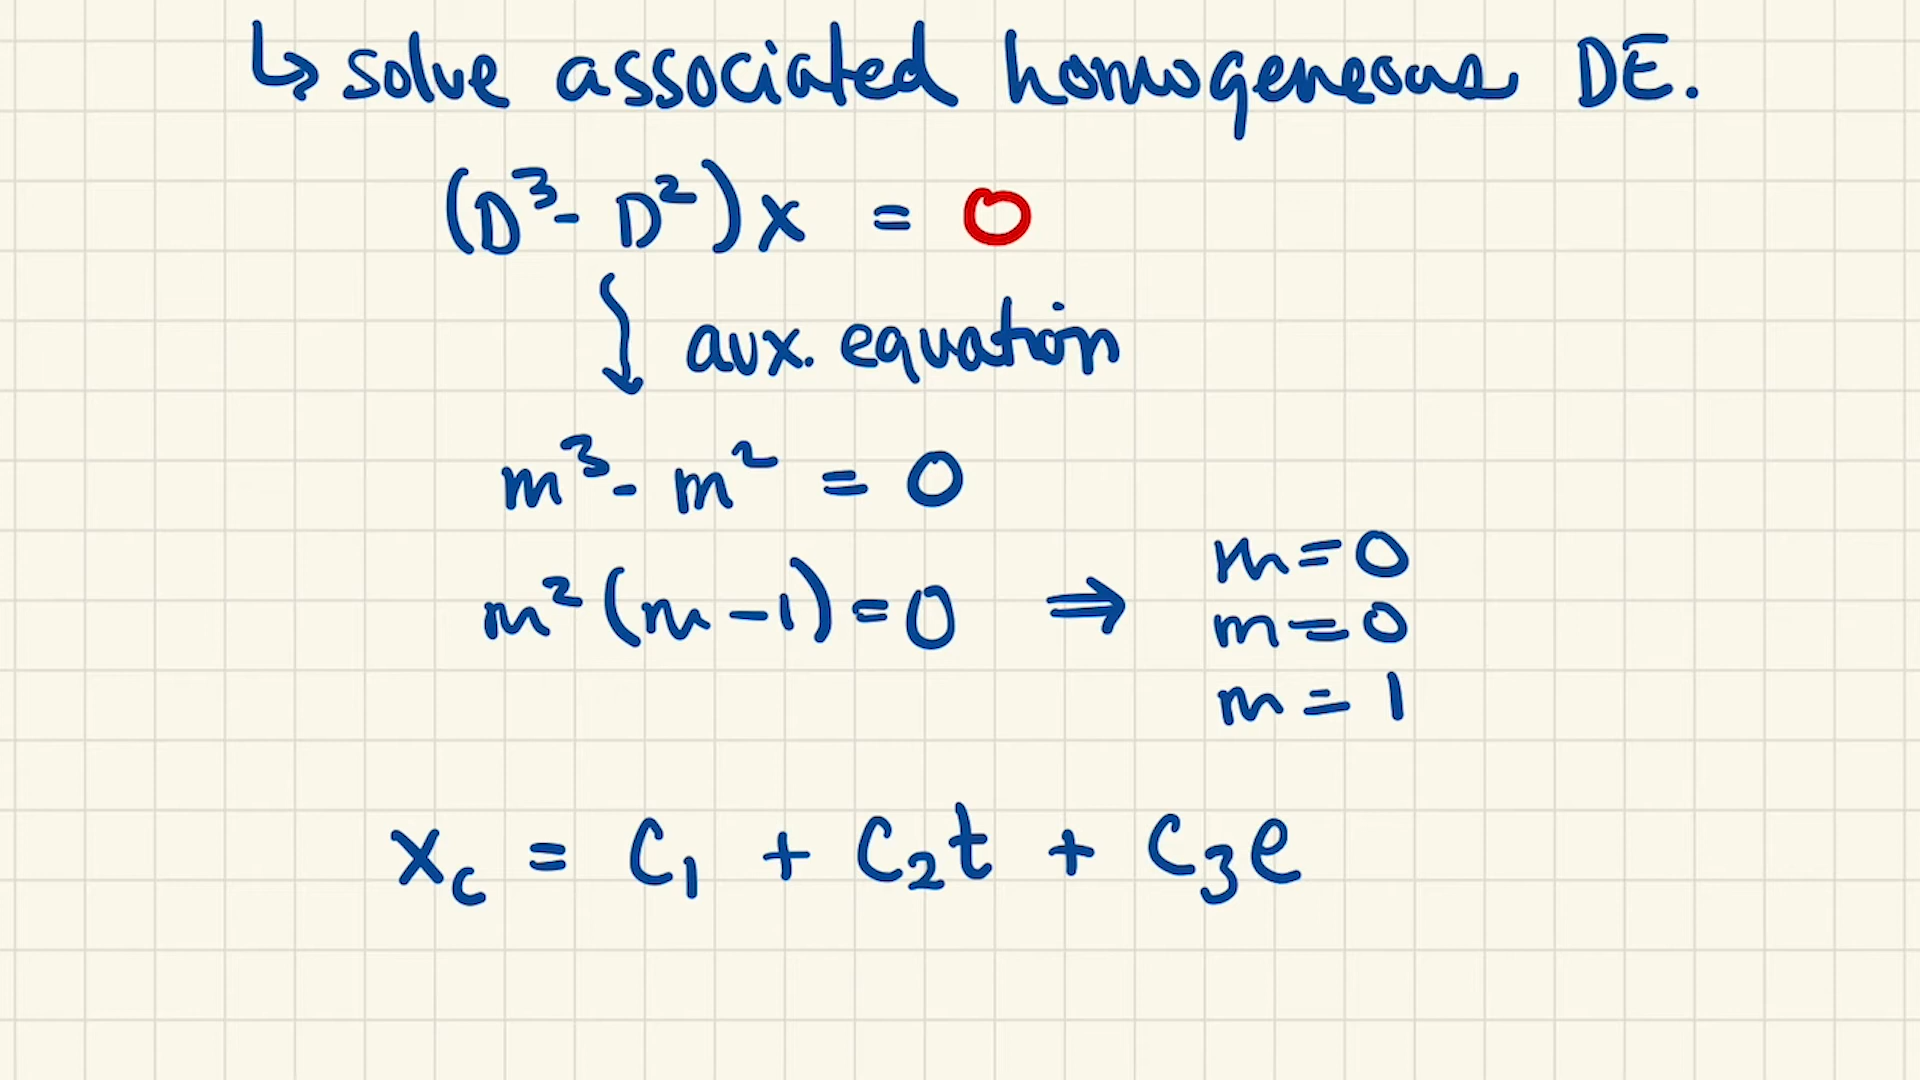 ↳ solve associated homogeneous DE.
(D³ - D²)x = 0
aux. equation
m³ - m² = 0
m² (m - 1) = 0 ⇒ m = 0
m = 0
m = 1
x_c = C₁ + C₂t + C₃e